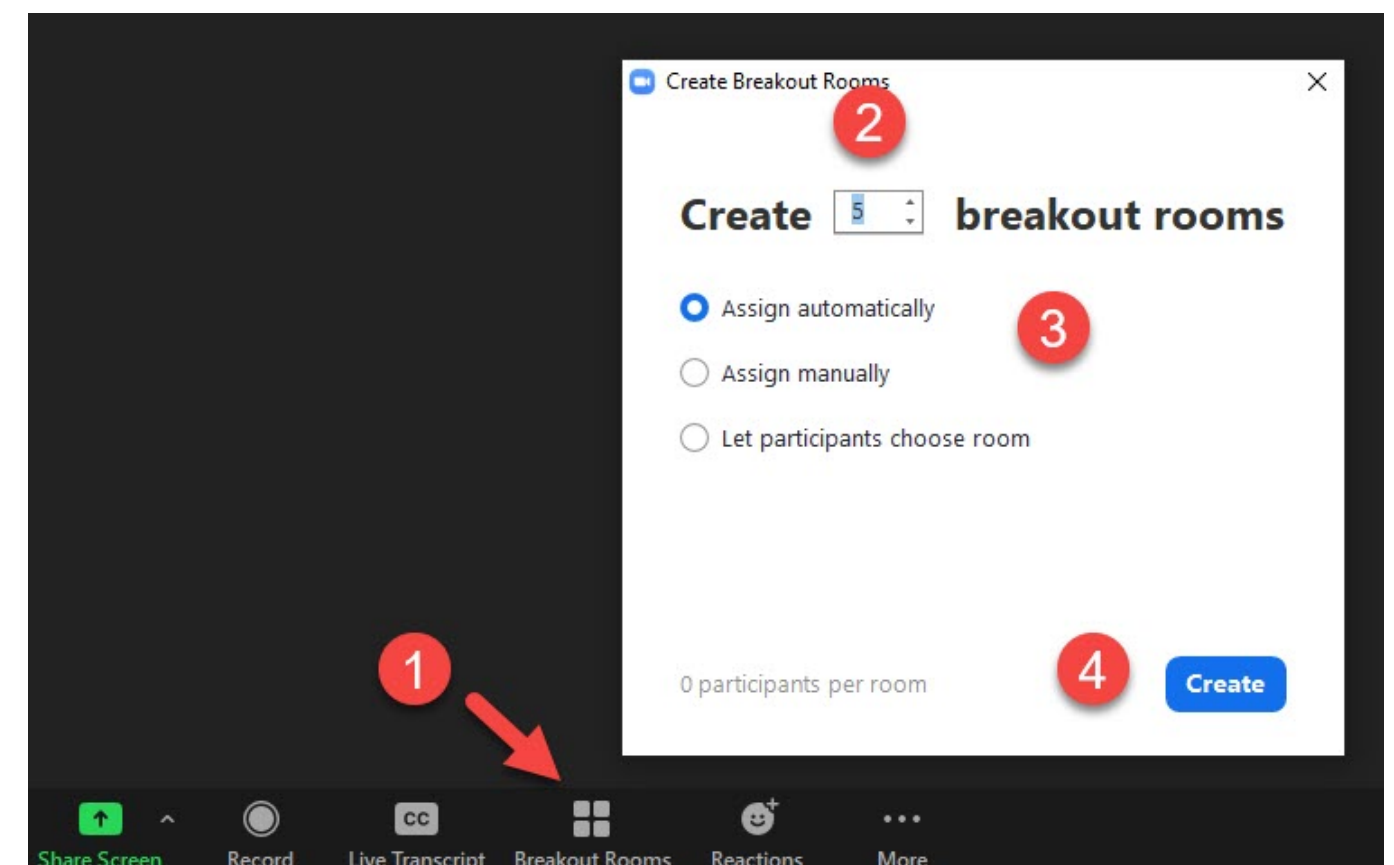 Create Breakout Rooms
2
Create 5 breakout rooms
Assign automatically
3
Assign manually
Let participants choose room
1
0 participants per room
4
Create
CC
Share Screen Record Live Transcript Breakout Rooms Reactions More